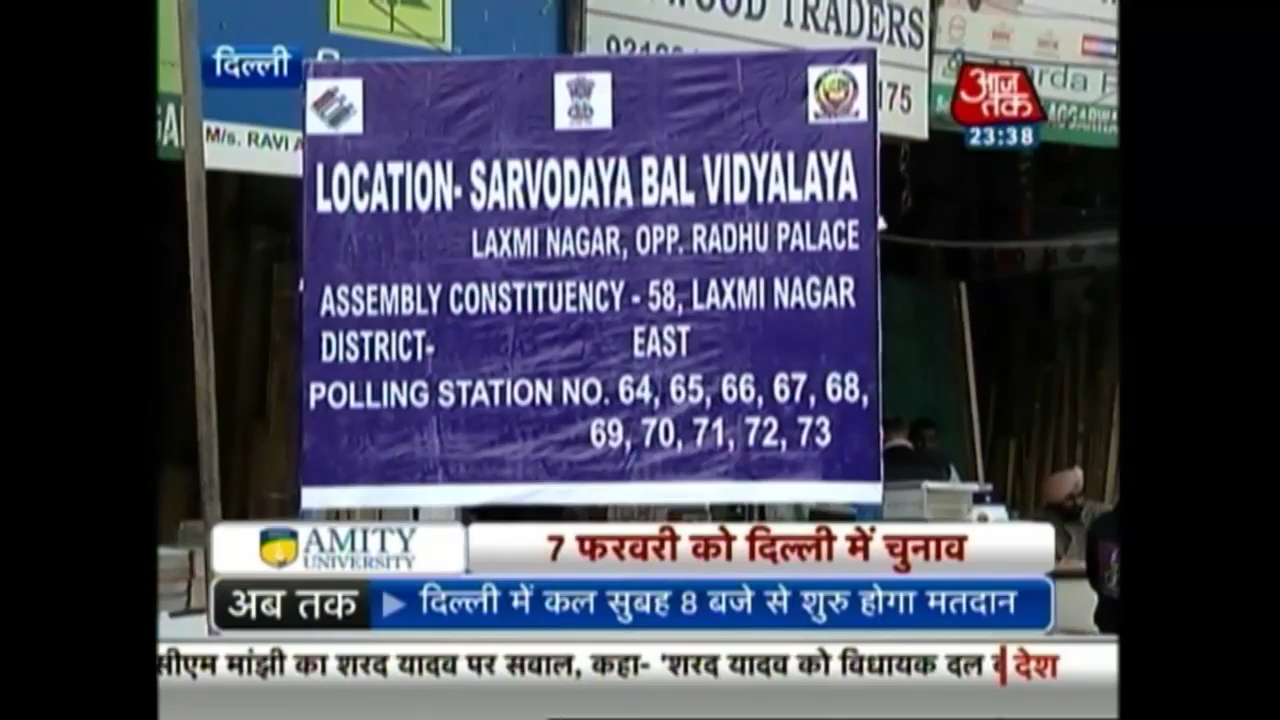 WOOD TRADERS
175
M/s. RAVI A
दिल्ली
आज
तक
23:38
AGGARWA
LOCATION- SARVODAYA BAL VIDYALAYA
LAXMI NAGAR, OPP. RADHU PALACE
ASSEMBLY CONSTITUENCY - 58, LAXMI NAGAR
DISTRICT- EAST
POLLING STATION NO. 64, 65, 66, 67, 68,
69, 70, 71, 72, 73
AMITY
UNIVERSITY
7 फरवरी को दिल्ली में चुनाव
अब तक
दिल्ली में कल सुबह 8 बजे से शुरु होगा मतदान
सीएम मांझी का शरद यादव पर सवाल, कहा- 'शरद यादव को विधायक दल
देश